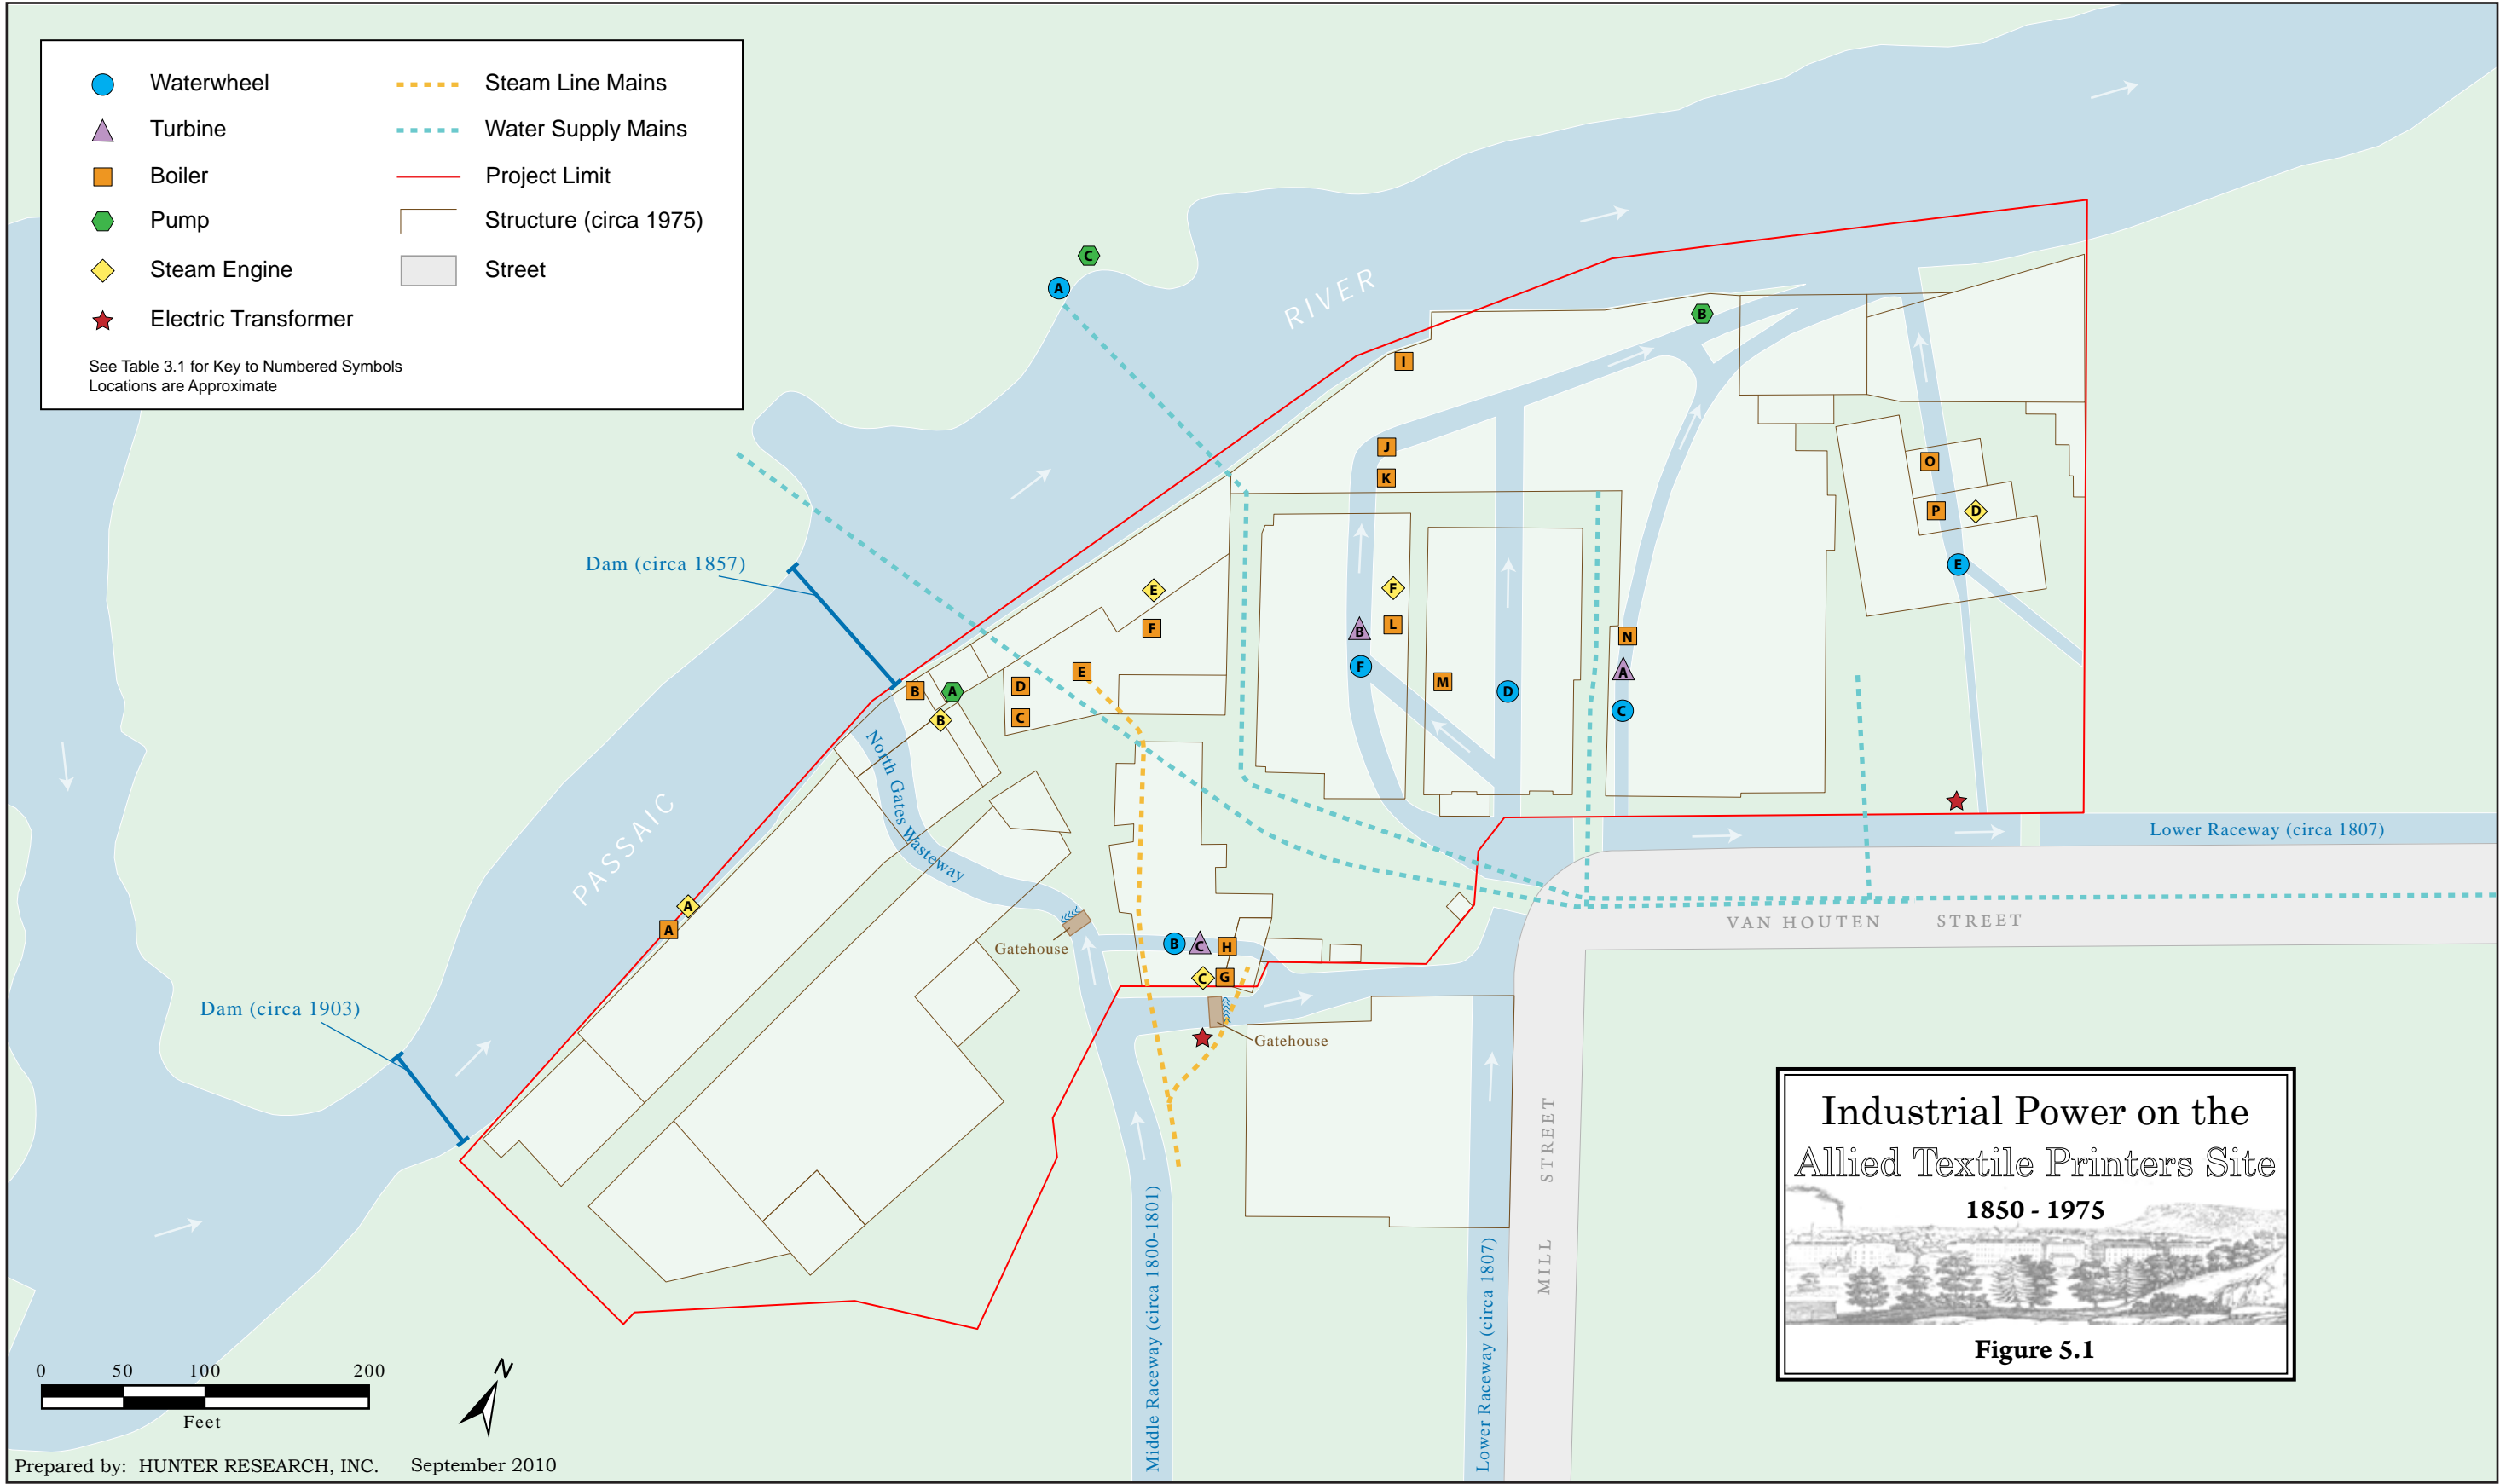 Waterwheel
Turbine
Boiler
Pump
Steam Engine
Electric Transformer
Steam Line Mains
Water Supply Mains
Project Limit
Structure (circa 1975)
Street
See Table 3.1 for Key to Numbered Symbols
Locations are Approximate
C
A
RIVER
B
I
J
K
O
P
D
E
Dam (circa 1857)
E
F
F
L
B
F
N
A
C
M
D
E
D
C
B
A
B
North Gates Wasteway
PASSAIC
A
A
Lower Raceway (circa 1807)
VAN HOUTEN STREET
Gatehouse
B
C
H
C
G
Gatehouse
Dam (circa 1903)
Middle Raceway (circa 1800-1801)
Lower Raceway (circa 1807)
MILL STREET
Industrial Power on the
Allied Textile Printers Site
1850 - 1975
Figure 5.1
0 50 100 200
Feet
N
Prepared by: HUNTER RESEARCH, INC. September 2010